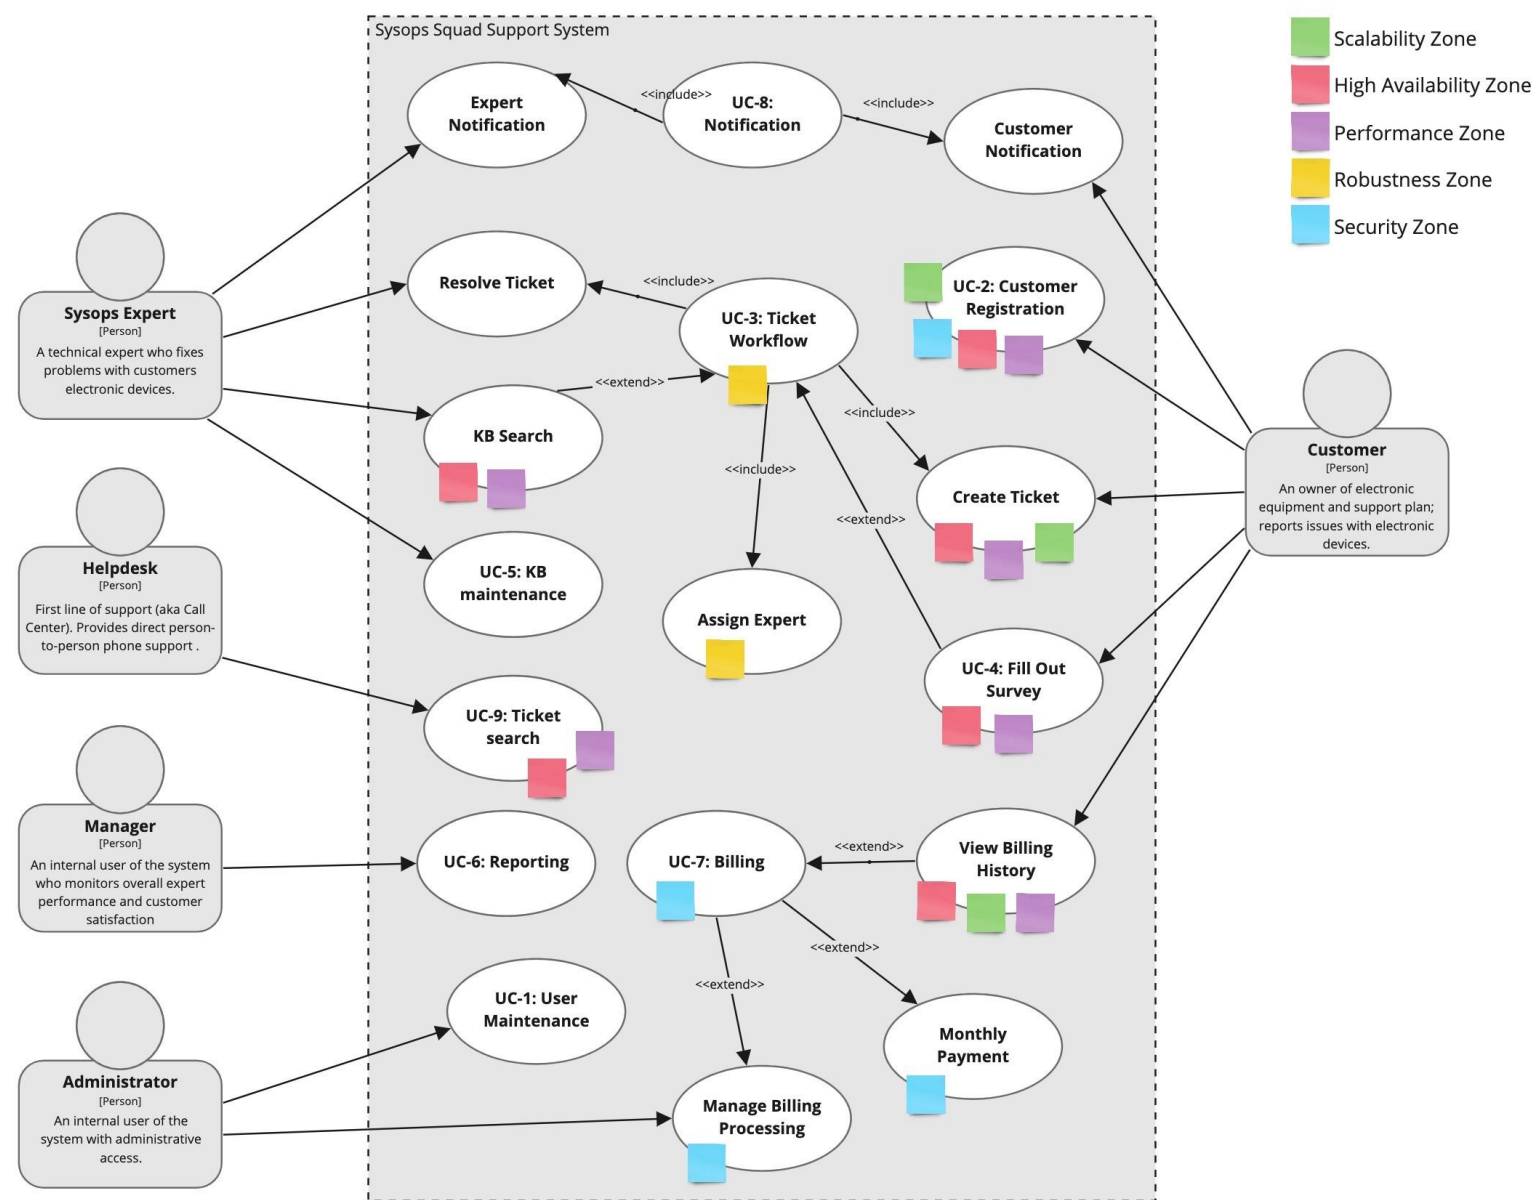 Sysops Squad Support System
Scalability Zone
High Availability Zone
Performance Zone
Robustness Zone
Security Zone
Expert
Notification
<<include>>
UC-8:
Notification
<<include>>
Customer
Notification
Sysops Expert
[Person]
A technical expert who fixes
problems with customers
electronic devices.
Resolve Ticket
<<include>>
UC-3: Ticket
Workflow
UC-2: Customer
Registration
<<extend>>
KB Search
<<include>>
<<include>>
Create Ticket
<<extend>>
Customer
[Person]
An owner of electronic
equipment and support plan;
reports issues with electronic
devices.
Helpdesk
[Person]
First line of support (aka Call
Center). Provides direct person-
to-person phone support .
UC-5: KB
maintenance
Assign Expert
UC-4: Fill Out
Survey
UC-9: Ticket
search
Manager
[Person]
An internal user of the system
who monitors overall expert
performance and customer
satisfaction
UC-6: Reporting
UC-7: Billing
<<extend>>
View Billing
History
<<extend>>
<<extend>>
UC-1: User
Maintenance
Monthly
Payment
Administrator
[Person]
An internal user of the
system with administrative
access.
Manage Billing
Processing